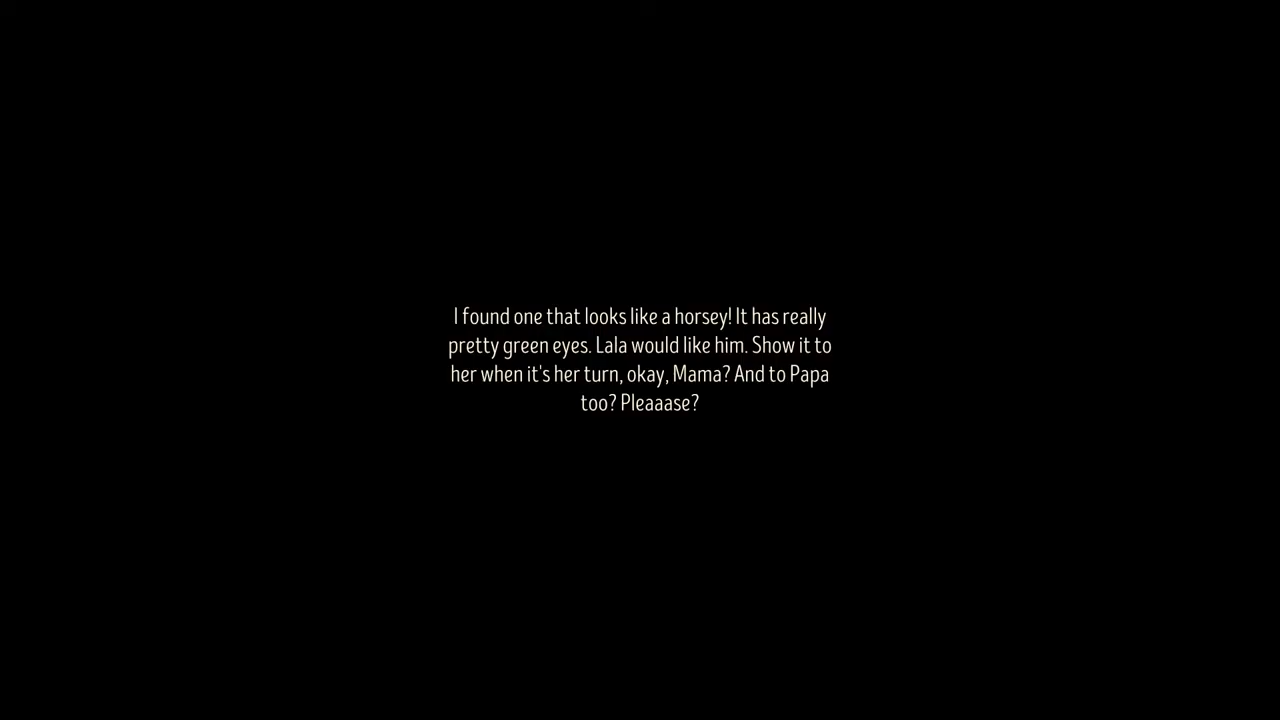 I found one that looks like a horsey! It has really
pretty green eyes. Lala would like him. Show it to
her when it's her turn, okay, Mama? And to Papa
too? Pleaaase?